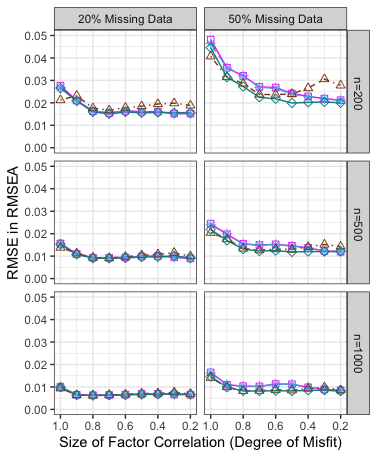 20% Missing Data
50% Missing Data
RMSE in RMSEA
0.05
0.04
0.03
0.02
0.01
0.00
n=200
0.05
0.04
0.03
0.02
0.01
0.00
n=500
0.05
0.04
0.03
0.02
0.01
0.00
n=1000
1.0 0.8 0.6 0.4 0.2
1.0 0.8 0.6 0.4 0.2
Size of Factor Correlation (Degree of Misfit)